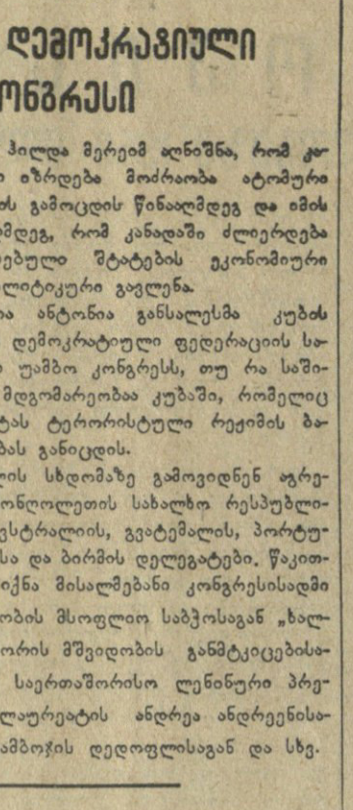 დემოკრატიული
ონგრესი
ჰილდა მერეიმ აღნიშნა, რომ კა-
ი იზრდება მოძრაობა ატომური
ის გამოცდის წინააღმდეგ და იმის
მდეგ, რომ კანადაში ძლიერდება
ებული შტატების ეკონომიური
ლიტიკური გავლენა.
ია ანტონია განსალესმა კუბის
დემოკრატიული ფედერაციის სა-
ი უამბო კონგრესს, თუ რა საში-
მდგომარეობაა კუბაში, რომელიც
ტას ტერორისტული რეჟიმის ბა-
ბას განიცდის.
ლის სხდომაზე გამოვიდნენ აგრე-
ონღოლეთის სახალხო რესპუბლი-
ვსტრალიის, გვატემალის, პორტუ-
სა და ბირმის დელეგატები. წაკით-
იქნა მისალმებანი კონგრესისადმი
ობის მსოფლიო საბჭოსაგან „ხალ-
ორის მშვიდობის განმტკიცებისა-
საერთაშორისო ლენინური პრე-
ლაურეატის ანდრეა ანდრეენისა-
ამბოჯის დედოფლისაგან და სხვ.